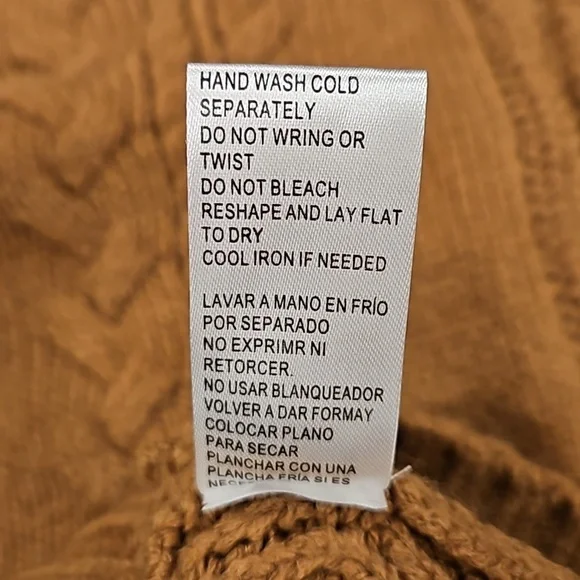 HAND WASH COLD
SEPARATELY
DO NOT WRING OR
TWIST
DO NOT BLEACH
RESHAPE AND LAY FLAT
TO DRY
COOL IRON IF NEEDED
LAVAR A MANO EN FRÍO
POR SEPARADO
NO EXPRIMR NI
RETORCER.
NO USAR BLANQUEADOR
VOLVER A DAR FORMAY
COLOCAR PLANO
PARA SECAR
PLANCHAR CON UNA
PLANCHA FRÍA SI ES